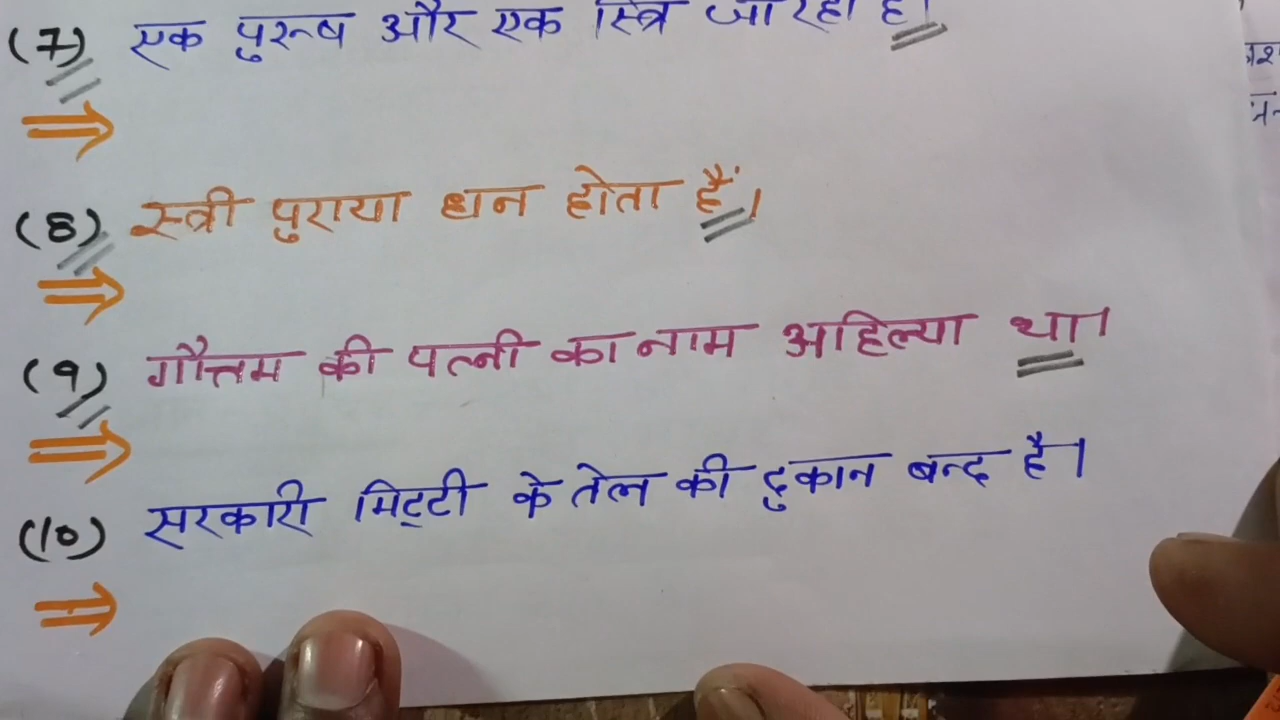 (7) एक पुरूष और एक स्त्रि जा रहा है।
(8) स्त्री पुराया धन होता हैं।
(9) गौत्तम की पत्नी का नाम अहिल्या था।
(10) सरकारी मिट्टी के तेल की दुकान बन्द है।